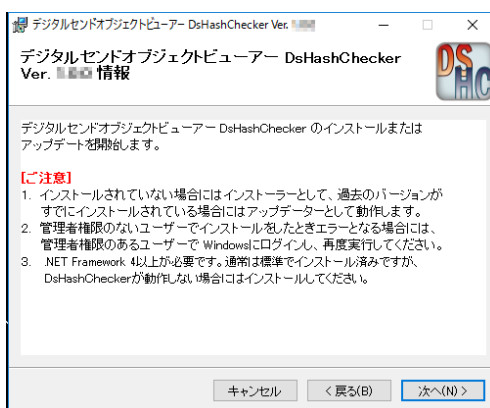 デジタルセンドオブジェクトビューアー DsHashChecker Ver.
デジタルセンドオブジェクトビューアー DsHashChecker
Ver. 情報
DS
HC
デジタルセンドオブジェクトビューアー DsHashChecker のインストールまたは
アップデートを開始します。
【ご注意】
1. インストールされていない場合にはインストーラーとして、過去のバージョンが
すでにインストールされている場合にはアップデーターとして動作します。
2. 管理者権限のないユーザーでインストールをしたときエラーとなる場合には、
管理者権限のあるユーザーで Windowsにログインし、再度実行してください。
3. .NET Framework 4以上が必要です。通常は標準でインストール済みですが、
DsHashCheckerが動作しない場合にはインストールしてください。
キャンセル < 戻る(B) 次へ(N) >